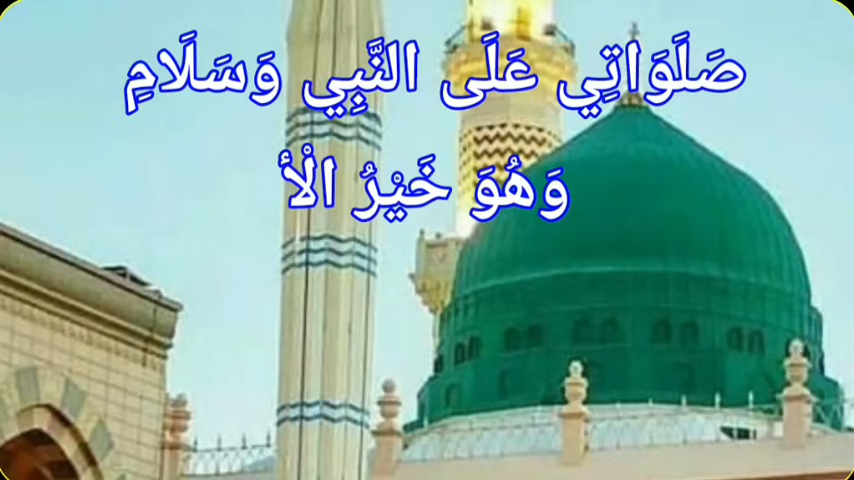 صَلَوَاتِي عَلَى النَّبِي وَسَلَامِ
وَهُوَ خَيْرُ الْأ